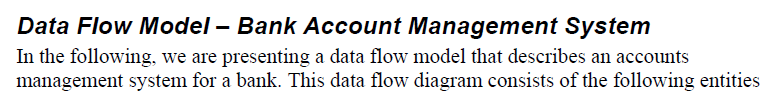 Data Flow Model – Bank Account Management System
In the following, we are presenting a data flow model that describes an accounts
management system for a bank. This data flow diagram consists of the following entities